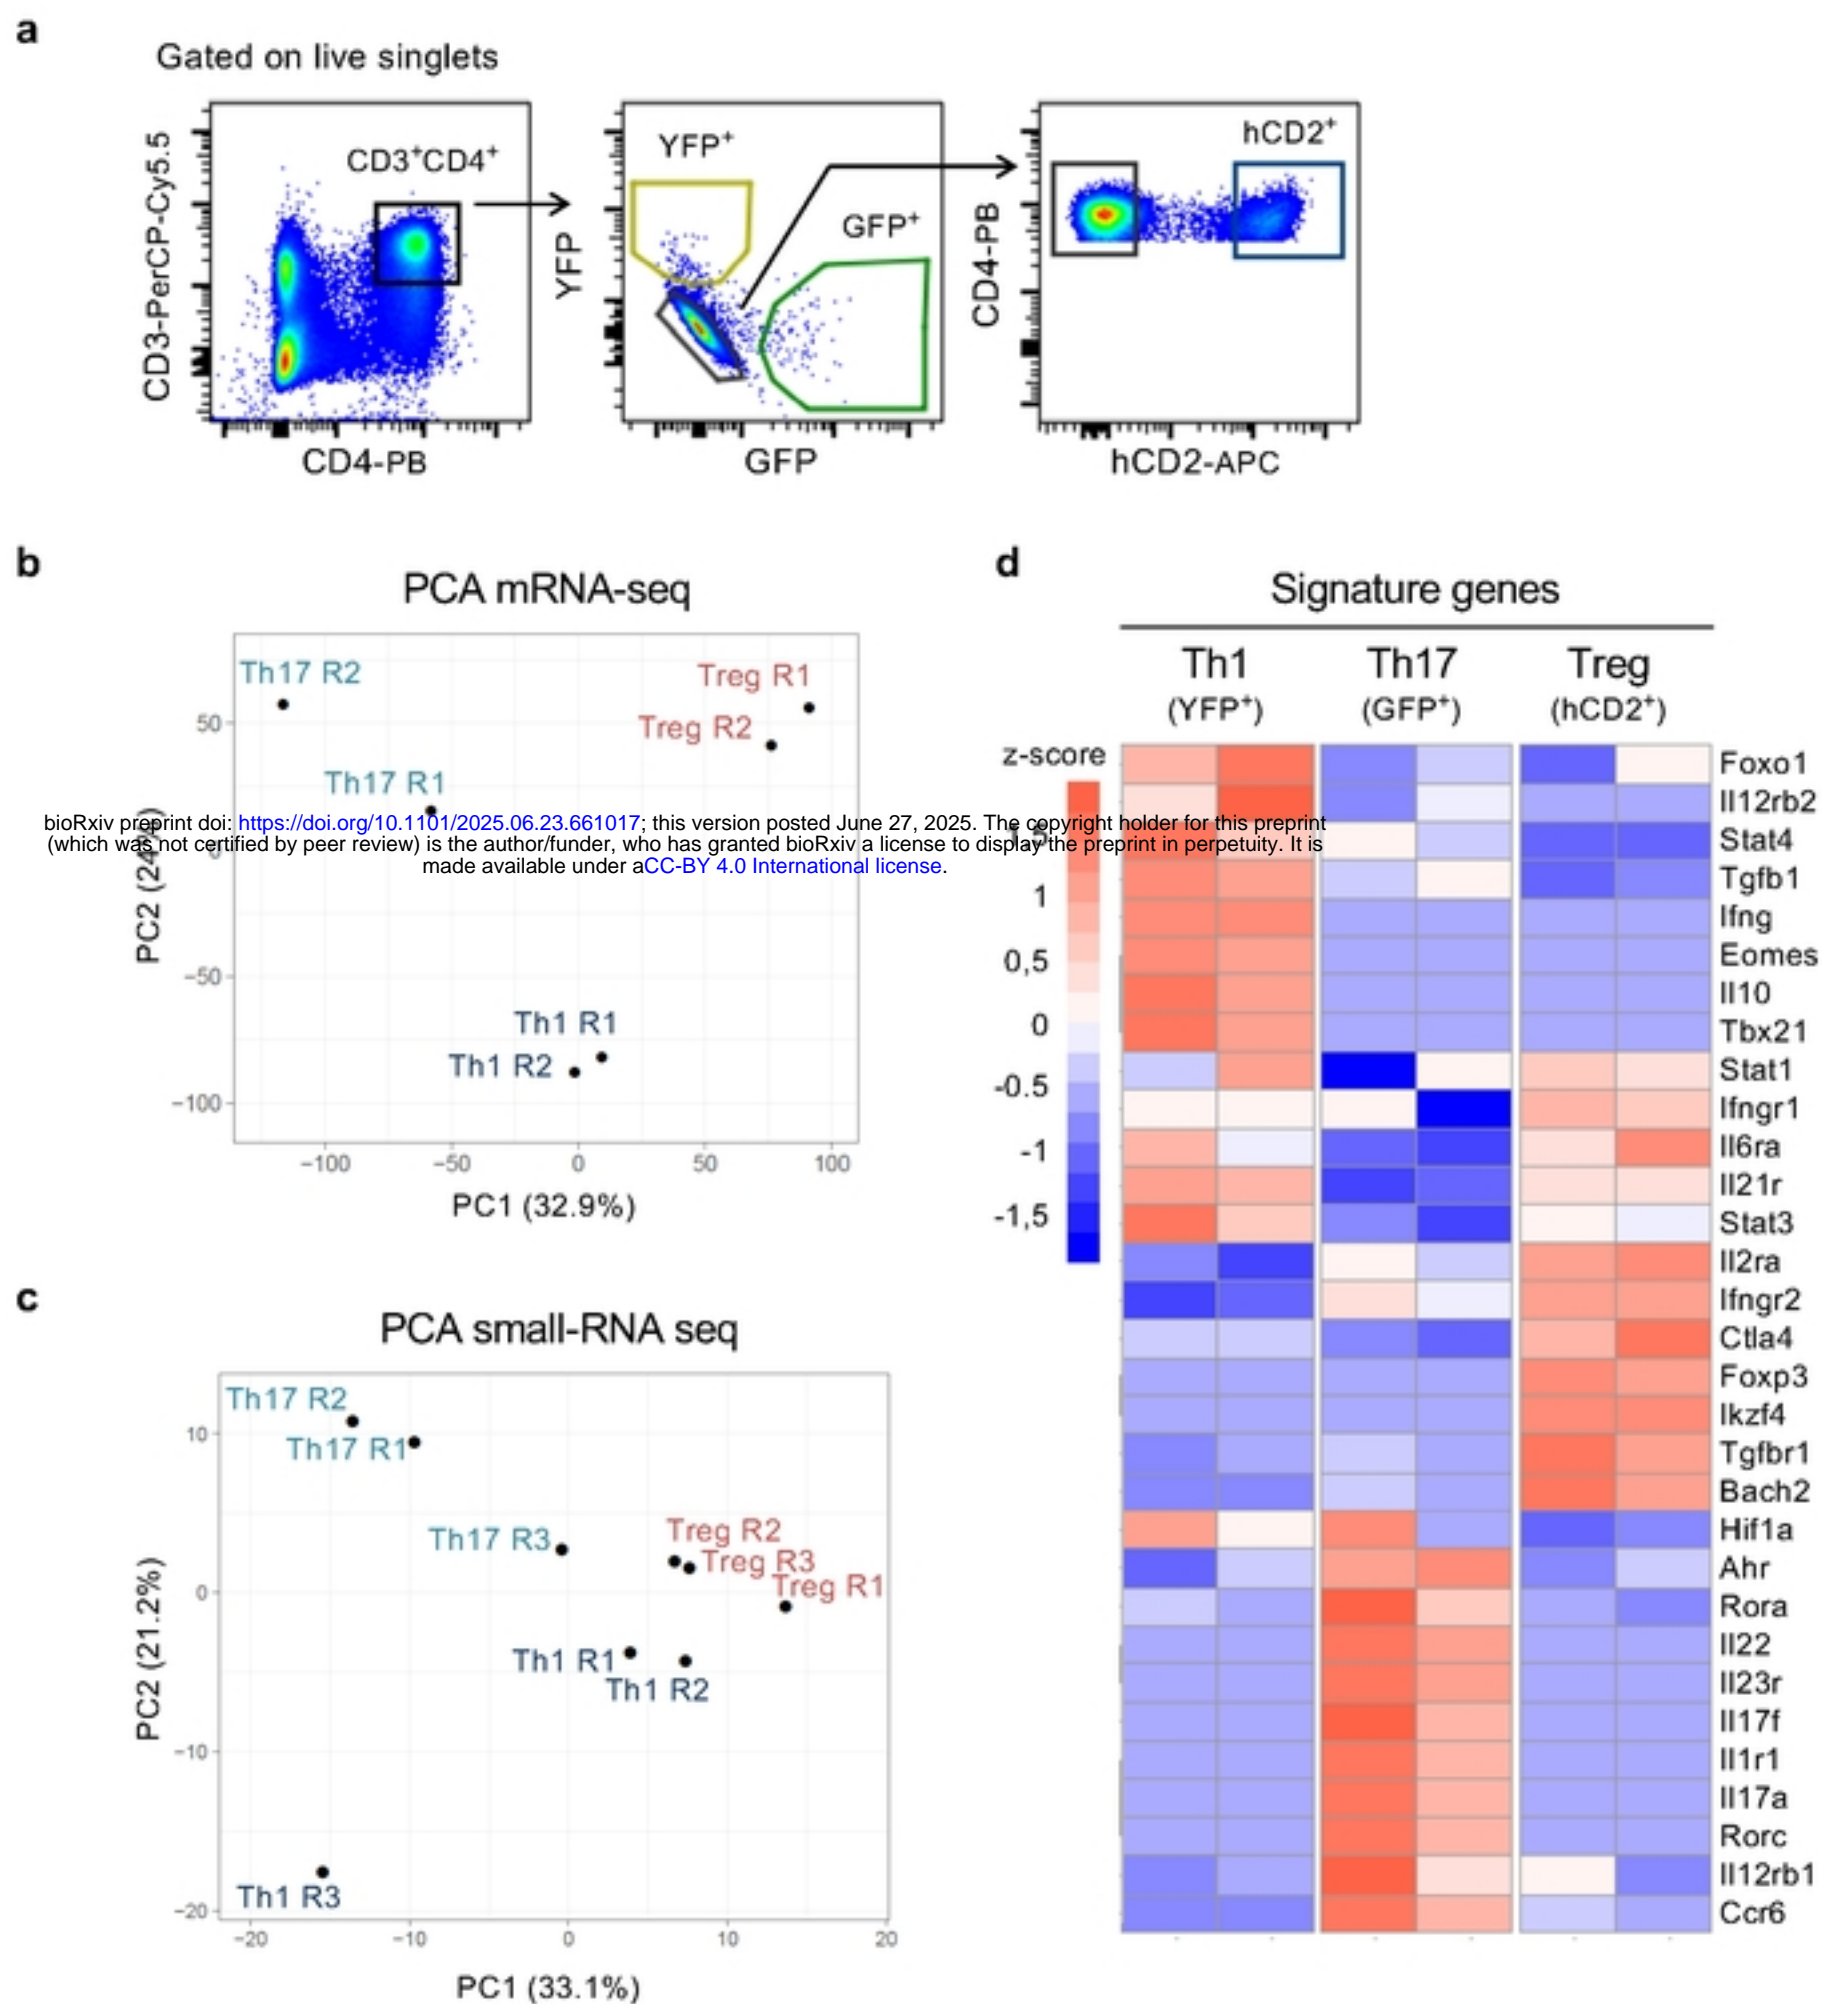 a
Gated on live singlets
CD3-PerCP-Cy5.5
CD3⁺CD4⁺
CD4-PB
YFP
YFP⁺
GFP⁺
GFP
CD4-PB
hCD2⁺
hCD2-APC
b
PCA mRNA-seq
Th17 R2
Treg R1
Treg R2
Th17 R1
Th1 R1
Th1 R2
50
−50
−100
−100
−50
0
50
100
PC1 (32.9%)
bioRxiv preprint doi: https://doi.org/10.1101/2025.06.23.661017; this version posted June 27, 2025. The copyright holder for this preprint
(which was not certified by peer review) is the author/funder, who has granted bioRxiv a license to display the preprint in perpetuity. It is
made available under aCC-BY 4.0 International license.
c
PCA small-RNA seq
Th17 R2
Th17 R1
Th17 R3
Treg R2
Treg R3
Treg R1
Th1 R1
Th1 R2
Th1 R3
PC2 (21.2%)
10
0
−10
−20
−20
−10
0
10
20
PC1 (33.1%)
d
Signature genes
Th1
(YFP⁺)
Th17
(GFP⁺)
Treg
(hCD2⁺)
z-score
1
0,5
0
-0.5
-1
-1,5
Foxo1
Il12rb2
Stat4
Tgfb1
Ifng
Eomes
Il10
Tbx21
Stat1
Ifngr1
Il6ra
Il21r
Stat3
Il2ra
Ifngr2
Ctla4
Foxp3
Ikzf4
Tgfbr1
Bach2
Hif1a
Ahr
Rora
Il22
Il23r
Il17f
Il1r1
Il17a
Rorc
Il12rb1
Ccr6